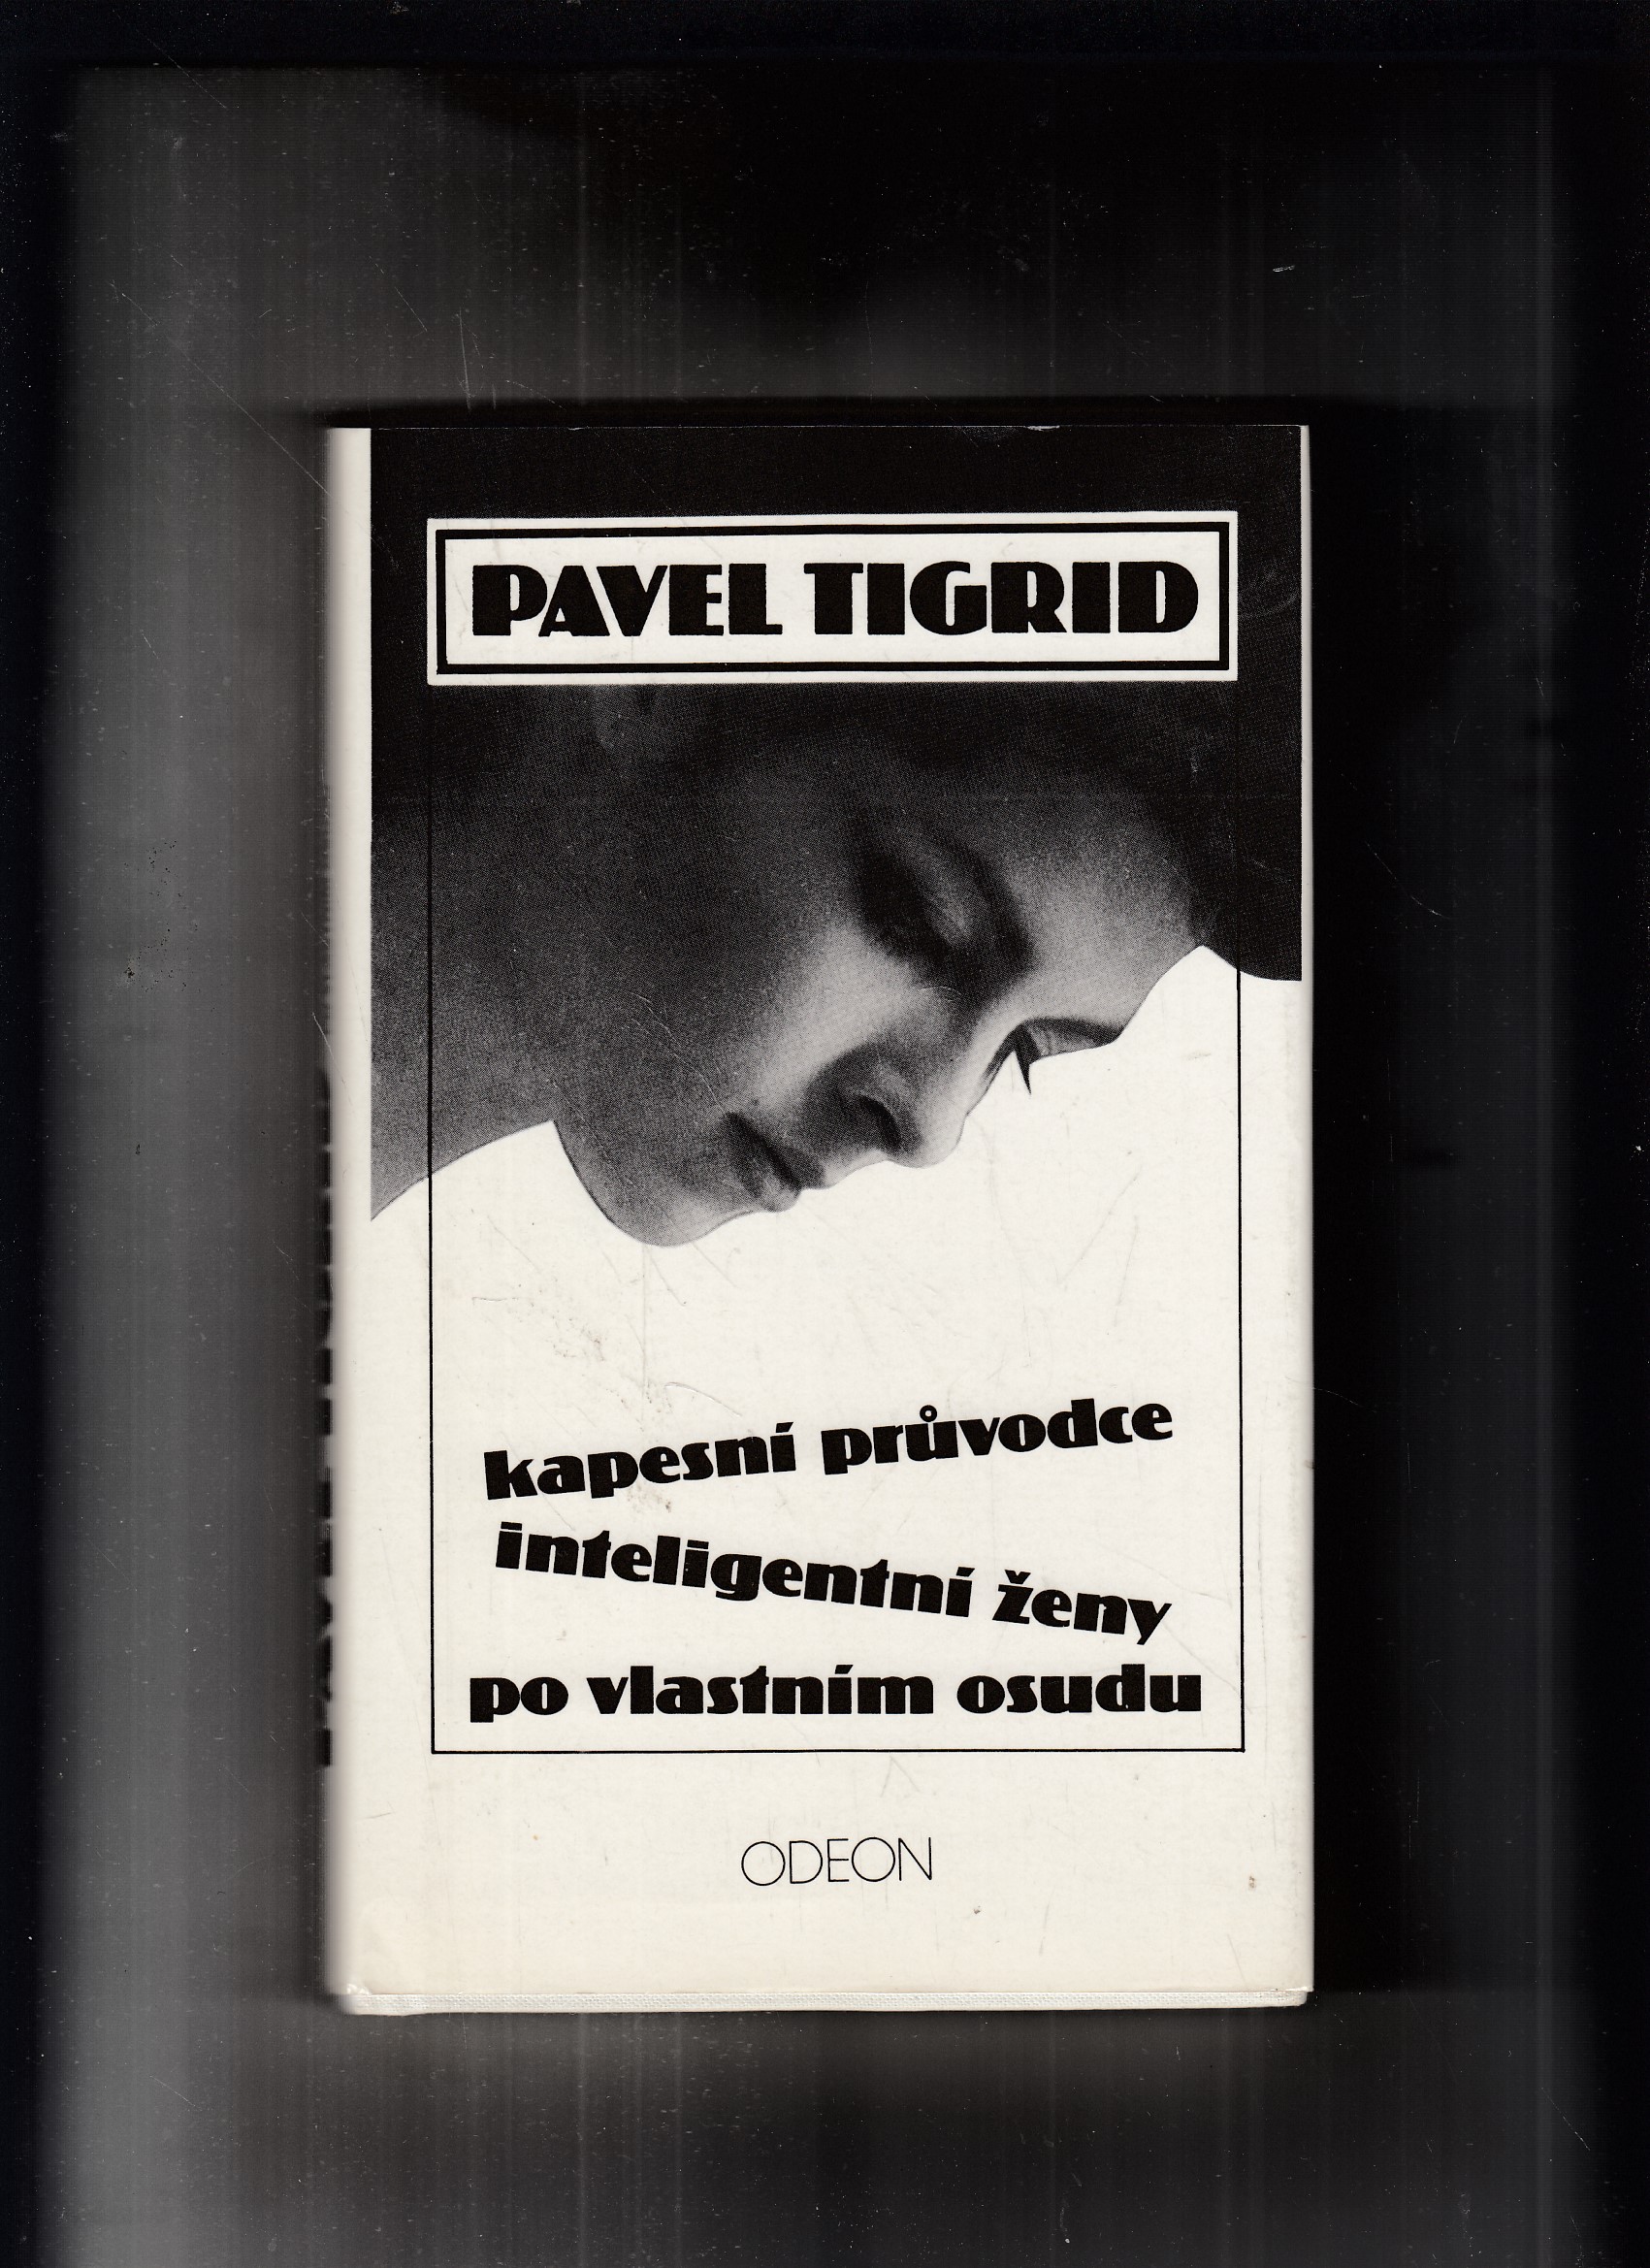 PAVEL TIGRID
kapesní průvodce
inteligentní ženy
po vlastním osudu
ODEON